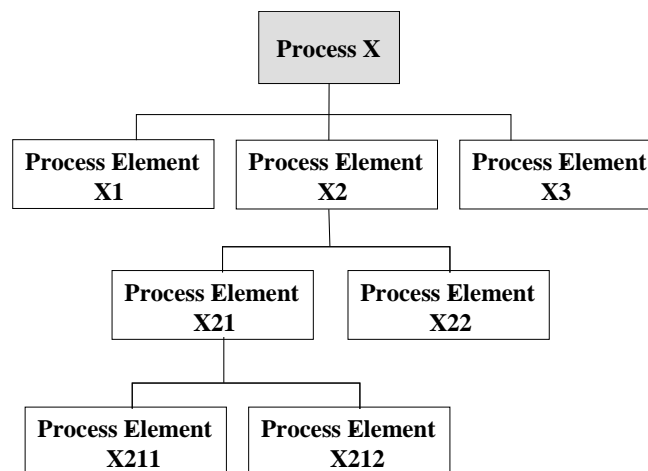 Process X
Process Element
X1
Process Element
X2
Process Element
X3
Process Element
X21
Process Element
X22
Process Element
X211
Process Element
X212